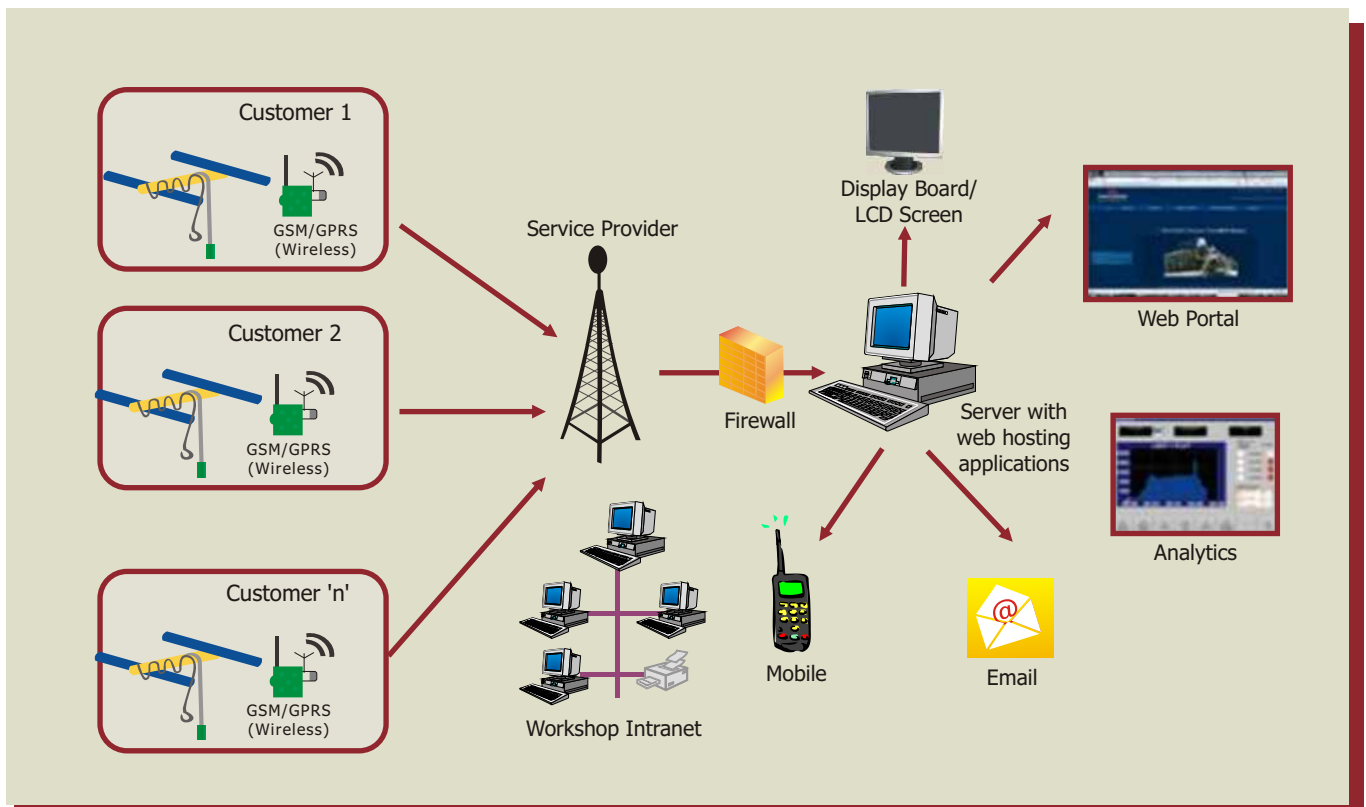 Customer 1
GSM/GPRS
(Wireless)
Customer 2
GSM/GPRS
(Wireless)
Customer 'n'
GSM/GPRS
(Wireless)
Service Provider
Workshop Intranet
Firewall
Display Board/
LCD Screen
Server with
web hosting
applications
Mobile
@
Email
Web Portal
Analytics